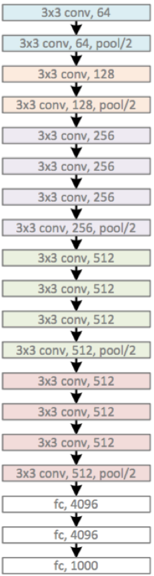 3x3 conv, 64
3x3 conv, 64, pool/2
3x3 conv, 128
3x3 conv, 128, pool/2
3x3 conv, 256
3x3 conv, 256
3x3 conv, 256
3x3 conv, 256, pool/2
3x3 conv, 512
3x3 conv, 512
3x3 conv, 512
3x3 conv, 512, pool/2
3x3 conv, 512
3x3 conv, 512
3x3 conv, 512
3x3 conv, 512, pool/2
fc, 4096
fc, 4096
fc, 1000